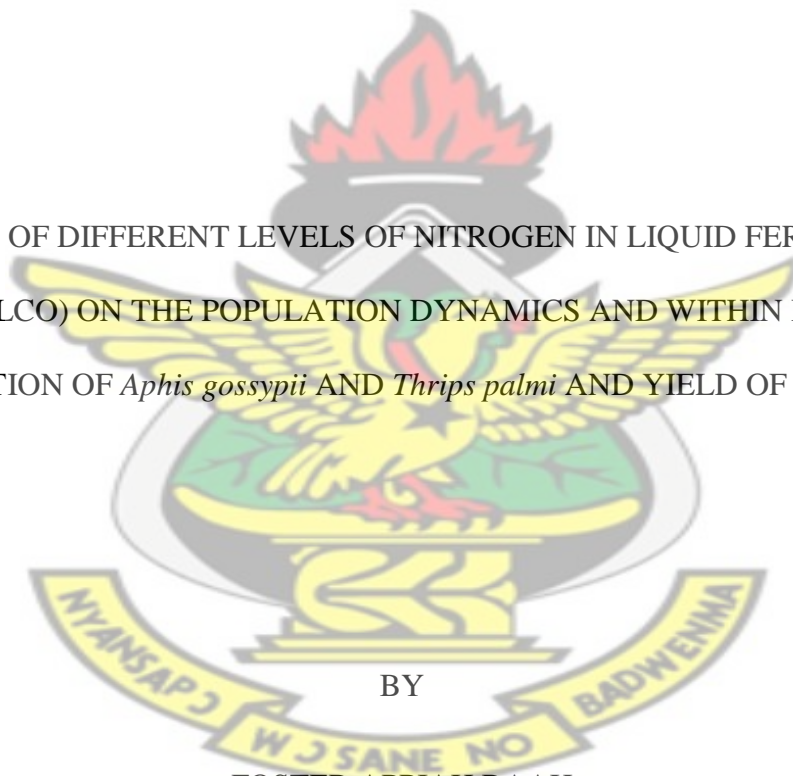 OF DIFFERENT LEVELS OF NITROGEN IN LIQUID FER
LCO) ON THE POPULATION DYNAMICS AND WITHIN
TION OF Aphis gossypii AND Thrips palmi AND YIELD OF
NYANSAPƆ
BADWENMA
BY
W Ɔ SANE NO